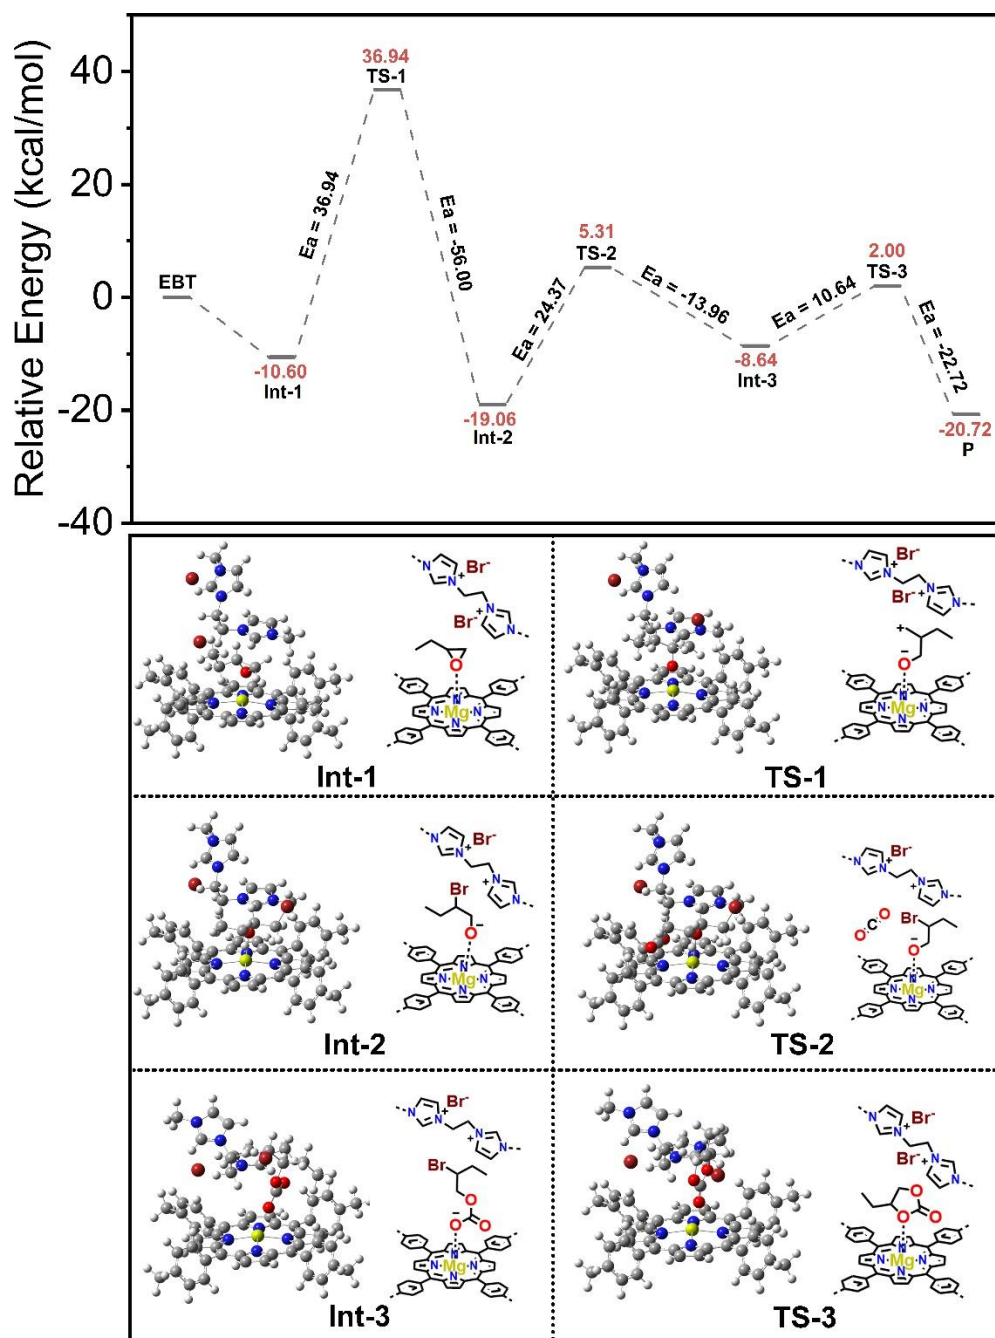 Relative Energy (kcal/mol)
40
20
0
-20
-40
EBT
-10.60
Int-1
Ea = 36.94
36.94
TS-1
Ea = -56.00
-19.06
Int-2
Ea = 24.37
5.31
TS-2
Ea = -13.96
-8.64
Int-3
Ea = 10.64
2.00
TS-3
Ea = -22.72
-20.72
P
N N + Br-
Br- + N N
O
N
N Mg N
N
Int-1
N N + Br-
Br- + N N
+
- O
N
N Mg N
N
TS-1
N N + Br-
+ N N
Br
- O
N
N Mg N
N
Int-2
N N + Br-
+ N N
O C O
Br
- O
N
N Mg N
N
TS-2
N N + Br-
+ N N
Br
- O O
N
N Mg N
N
Int-3
N N + Br-
Br- + N N
O
O O
N
N Mg N
N
TS-3